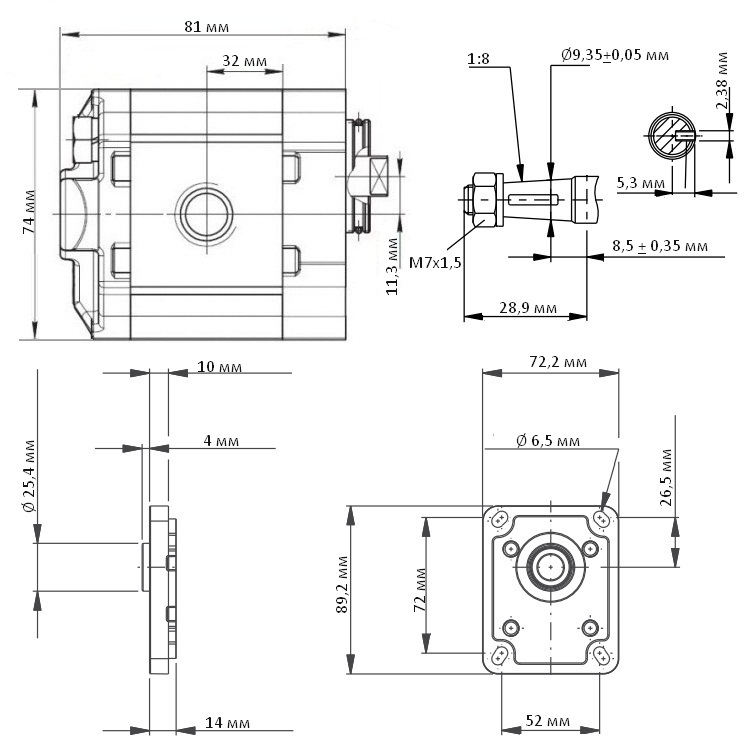 81 мм
32 мм
74 мм
11,3 мм
1:8
Ø9,35±0,05 мм
2,38 мм
5,3 мм
M7x1,5
8,5 ± 0,35 мм
28,9 мм
10 мм
4 мм
Ø 25,4 мм
14 мм
72,2 мм
Ø 6,5 мм
26,5 мм
89,2 мм
72 мм
52 мм